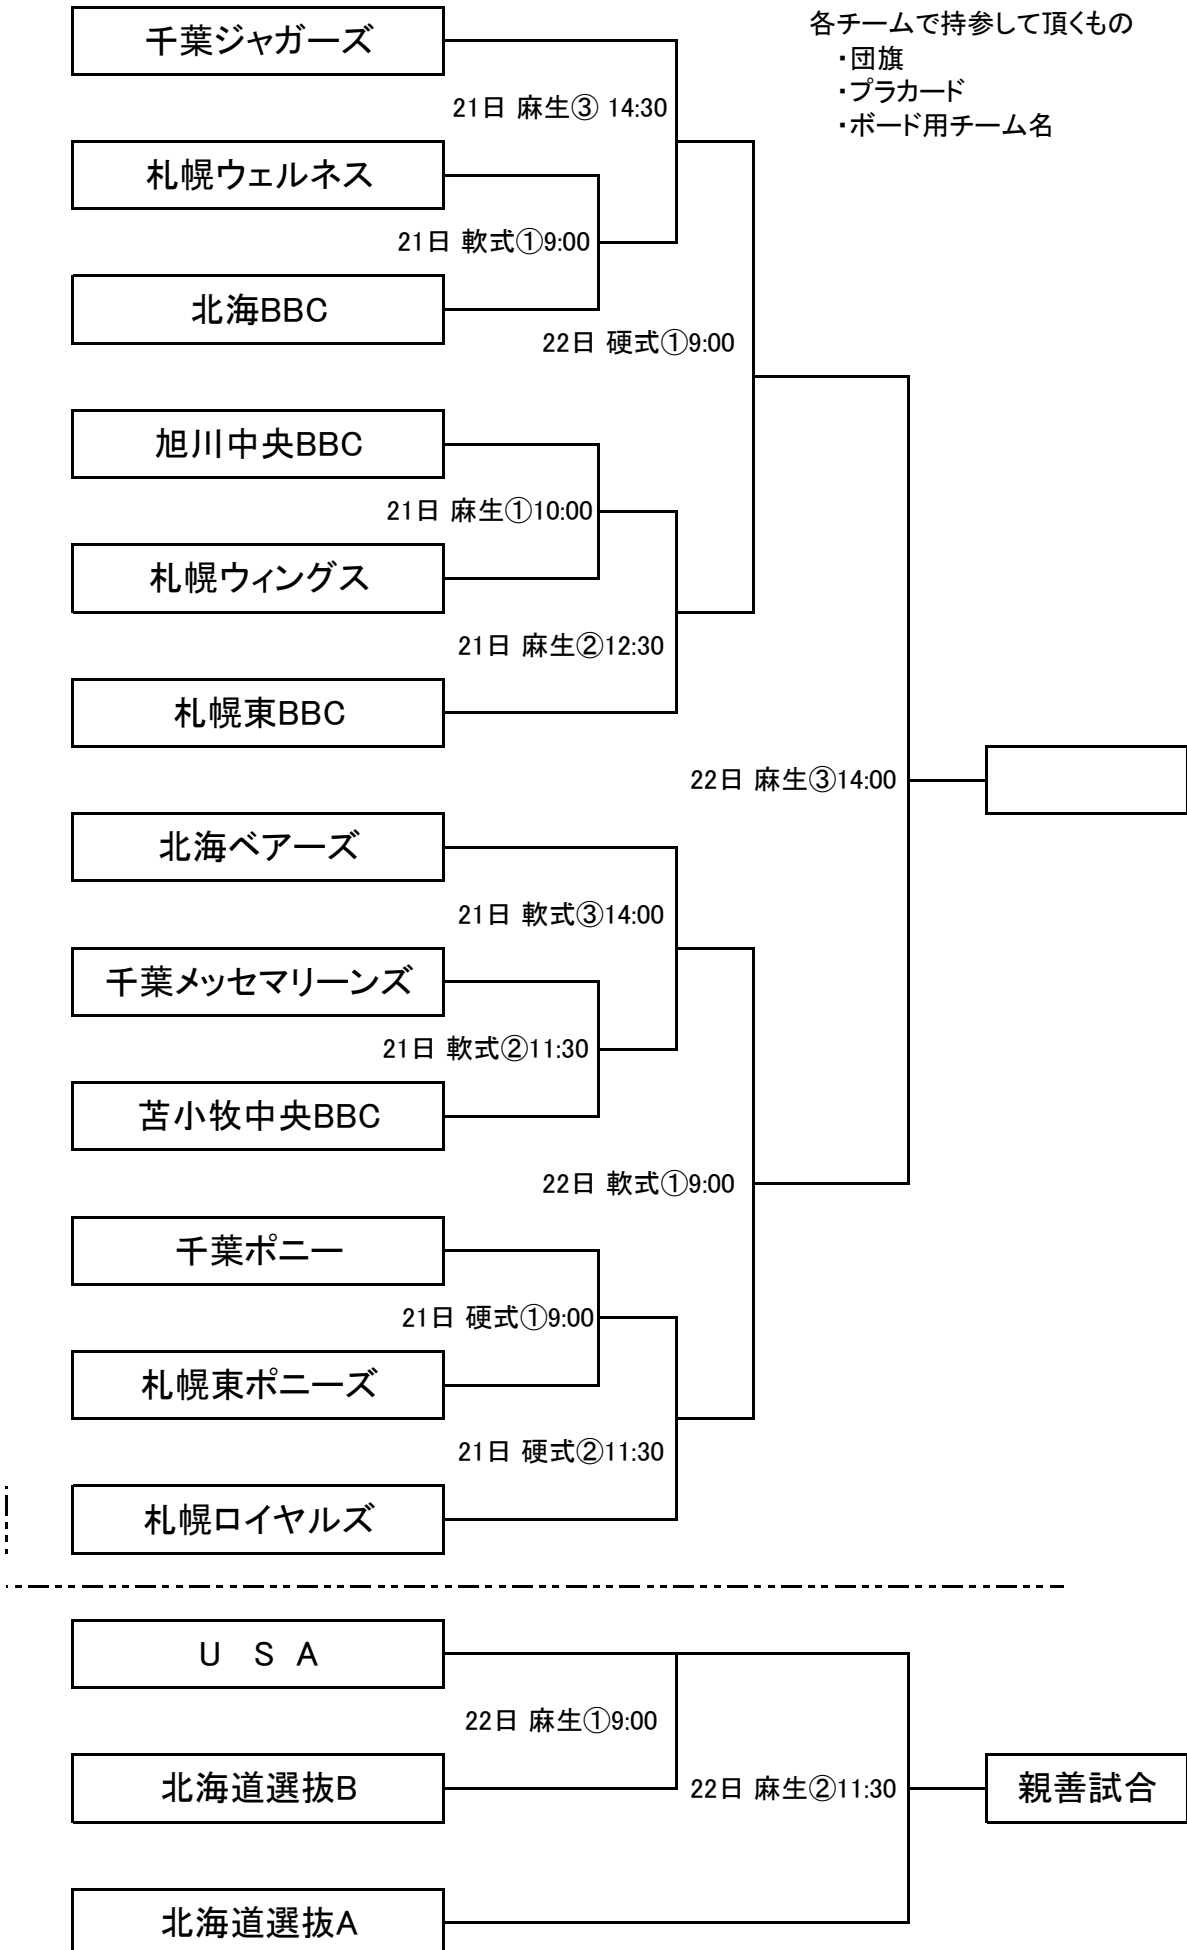 千葉ジャガーズ
各チームで持参して頂くもの
・団旗
・プラカード
・ボード用チーム名
21日 麻生③ 14:30
札幌ウェルネス
21日 軟式①9:00
北海BBC
22日 硬式①9:00
旭川中央BBC
21日 麻生①10:00
札幌ウィングス
21日 麻生②12:30
札幌東BBC
22日 麻生③14:00
北海ベアーズ
21日 軟式③14:00
千葉メッセマリーンズ
21日 軟式②11:30
苫小牧中央BBC
22日 軟式①9:00
千葉ポニー
21日 硬式①9:00
札幌東ポニーズ
21日 硬式②11:30
札幌ロイヤルズ
U S A
22日 麻生①9:00
北海道選抜B
22日 麻生②11:30
親善試合
北海道選抜A